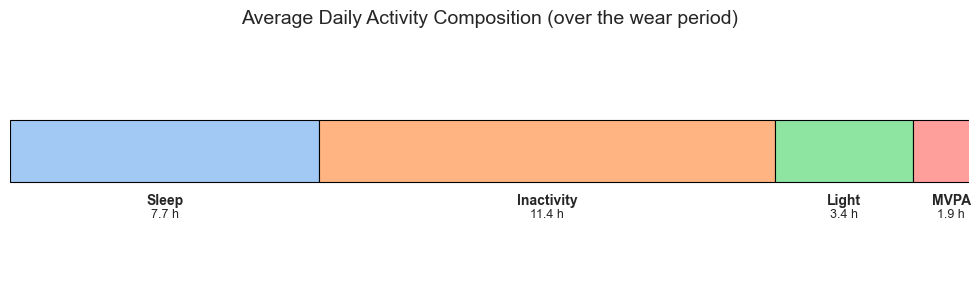 Average Daily Activity Composition (over the wear period)
Sleep
7.7 h
Inactivity
11.4 h
Light
3.4 h
MVPA
1.9 h